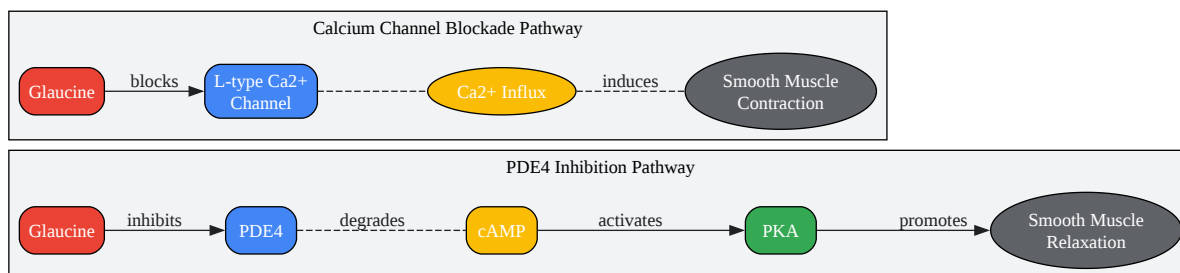 Calcium Channel Blockade Pathway
Glaucine
blocks
L-type Ca2+
Channel
Ca2+ Influx
induces
Smooth Muscle
Contraction
PDE4 Inhibition Pathway
Glaucine
inhibits
PDE4
degrades
cAMP
activates
PKA
promotes
Smooth Muscle
Relaxation